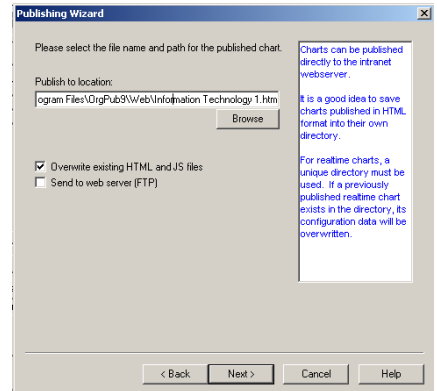 Publishing Wizard
Please select the file name and path for the published chart.
Publish to location:
ogram Files\OrgPub9\Web\Information Technology 1.htm
Browse
Overwrite existing HTML and JS files
Send to web server (FTP)
Charts can be published
directly to the intranet
webserver.
It is a good idea to save
charts published in HTML
format into their own
directory.
For realtime charts, a
unique directory must be
used. If a previously
published realtime chart
exists in the directory, its
configuration data will be
overwritten.
< Back
Next >
Cancel
Help